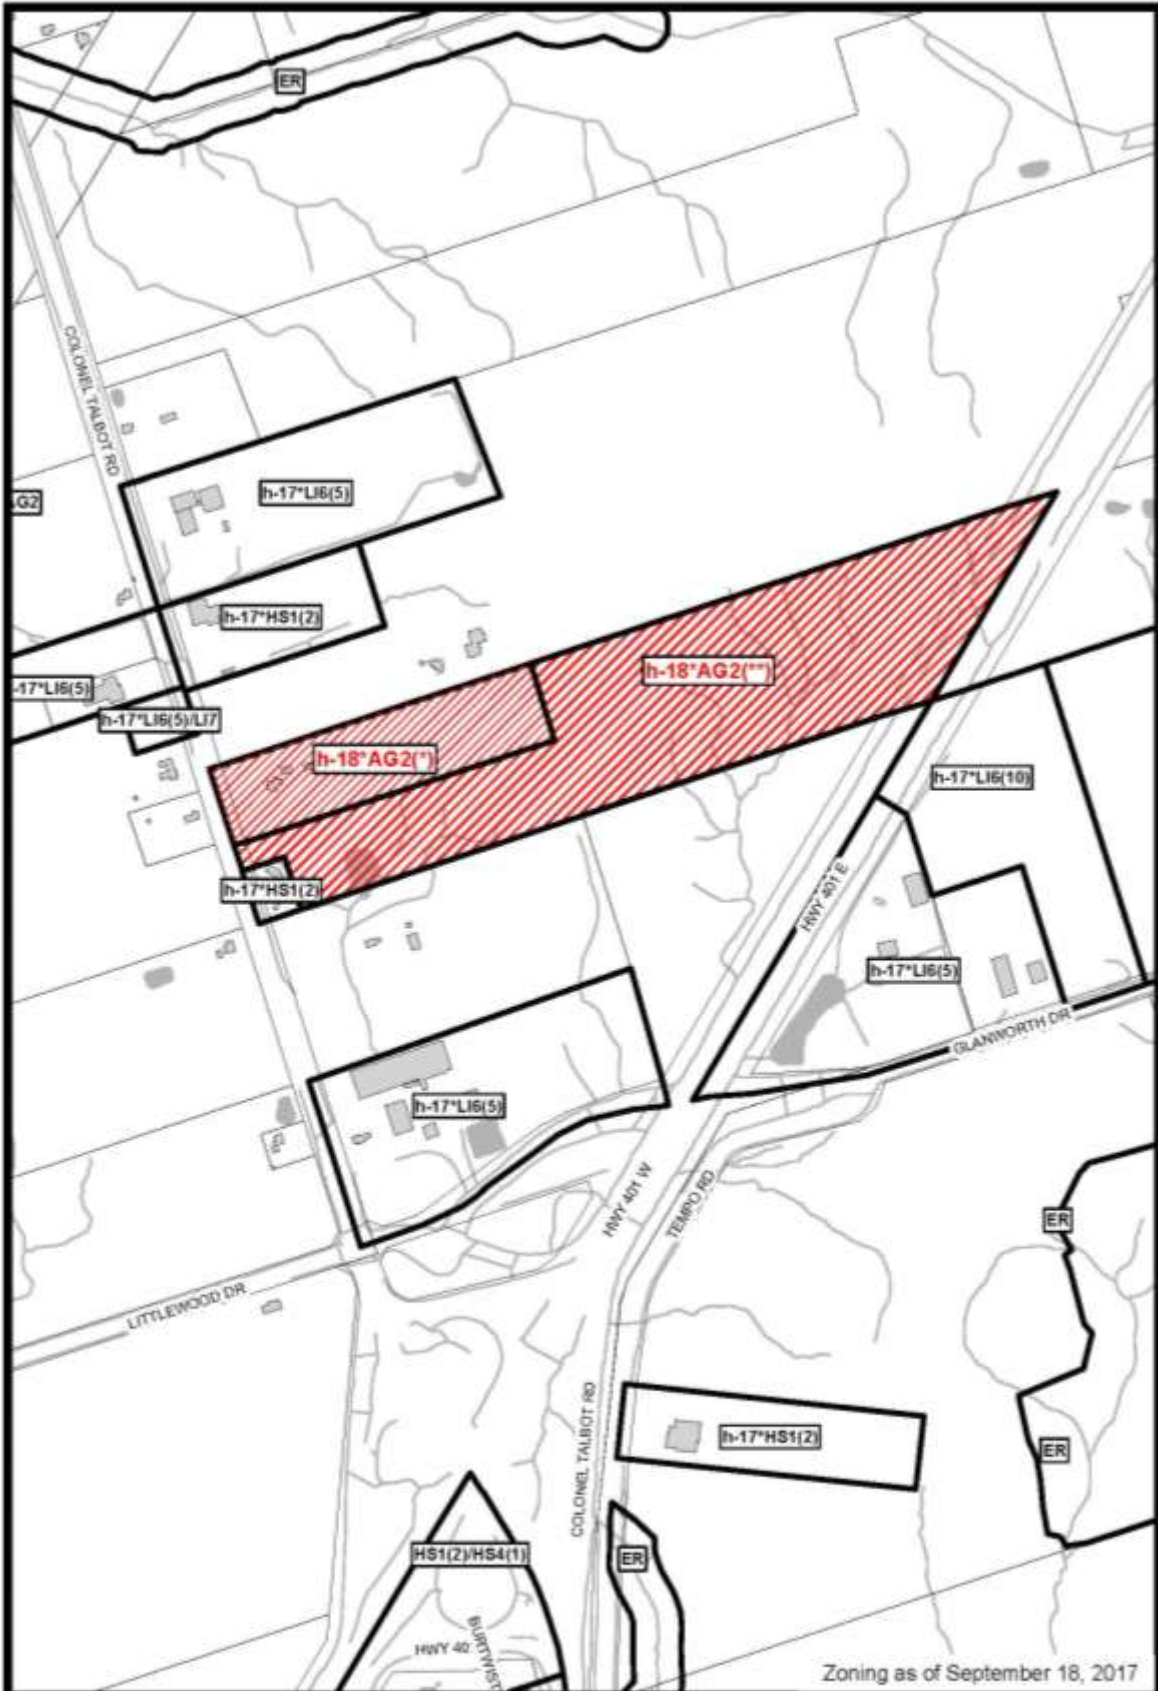 ER
COLONEL TALBOT RD
h-17*LI6(5)
AG2
h-17*HS1(2)
h-18*AG2(**)
-17*LI6(5)
h-17*LI6(5)/LI7
h-18*AG2(*)
h-17*LI6(10)
h-17*HS1(2)
HWY 401 E
h-17*LI6(5)
GLANWORTH DR
h-17*LI6(5)
HWY 401 W
TEMPO RD
ER
LITTLEWOOD DR
COLONEL TALBOT RD
h-17*HS1(2)
ER
HS1(2)/HS4(1)
ER
HWY 40
BURTWIST
Zoning as of September 18, 2017